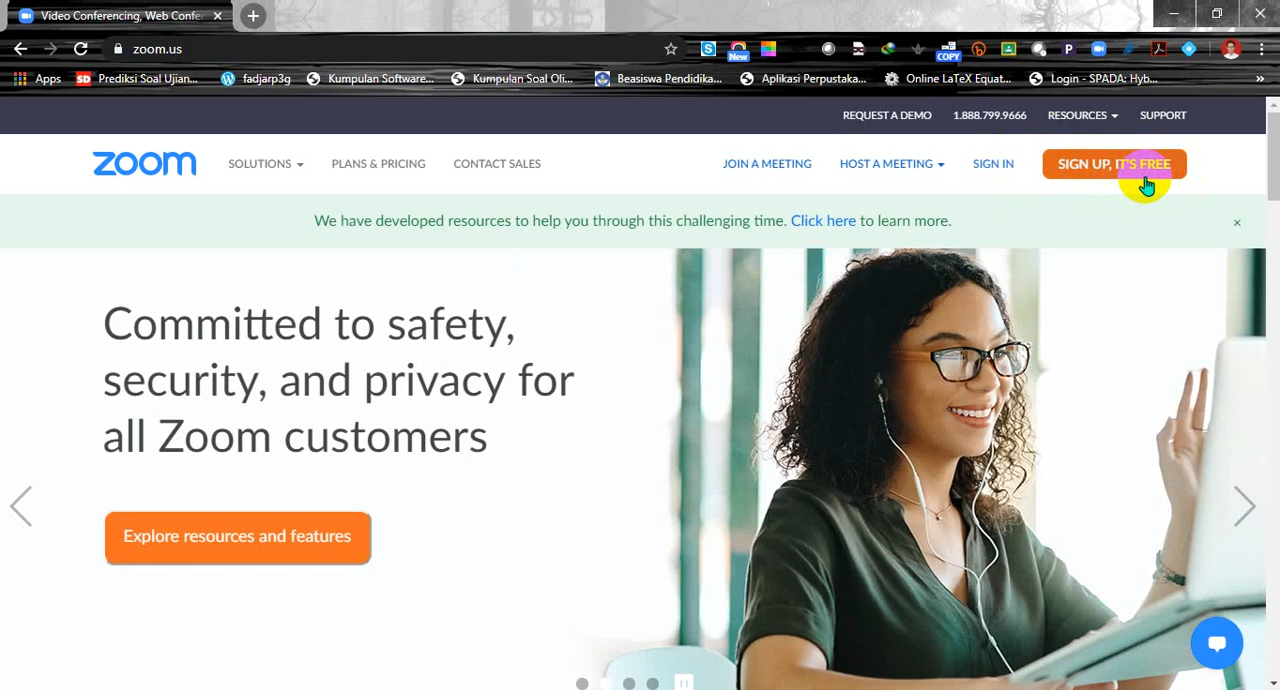 Video Conferencing, Web Confe
zoom.us
New
COPY
P
Apps
SD Prediksi Soal Ujian...
fadjarp3g
Kumpulan Software...
Kumpulan Soal Oli...
Beasiswa Pendidika...
Aplikasi Perpustaka...
Online LaTeX Equat...
Login - SPADA: Hyb...
»
REQUEST A DEMO 1.888.799.9666 RESOURCES SUPPORT
zoom SOLUTIONS PLANS & PRICING CONTACT SALES JOIN A MEETING HOST A MEETING SIGN IN SIGN UP, IT'S FREE
We have developed resources to help you through this challenging time. Click here to learn more. ×
Committed to safety,
security, and privacy for
all Zoom customers
Explore resources and features